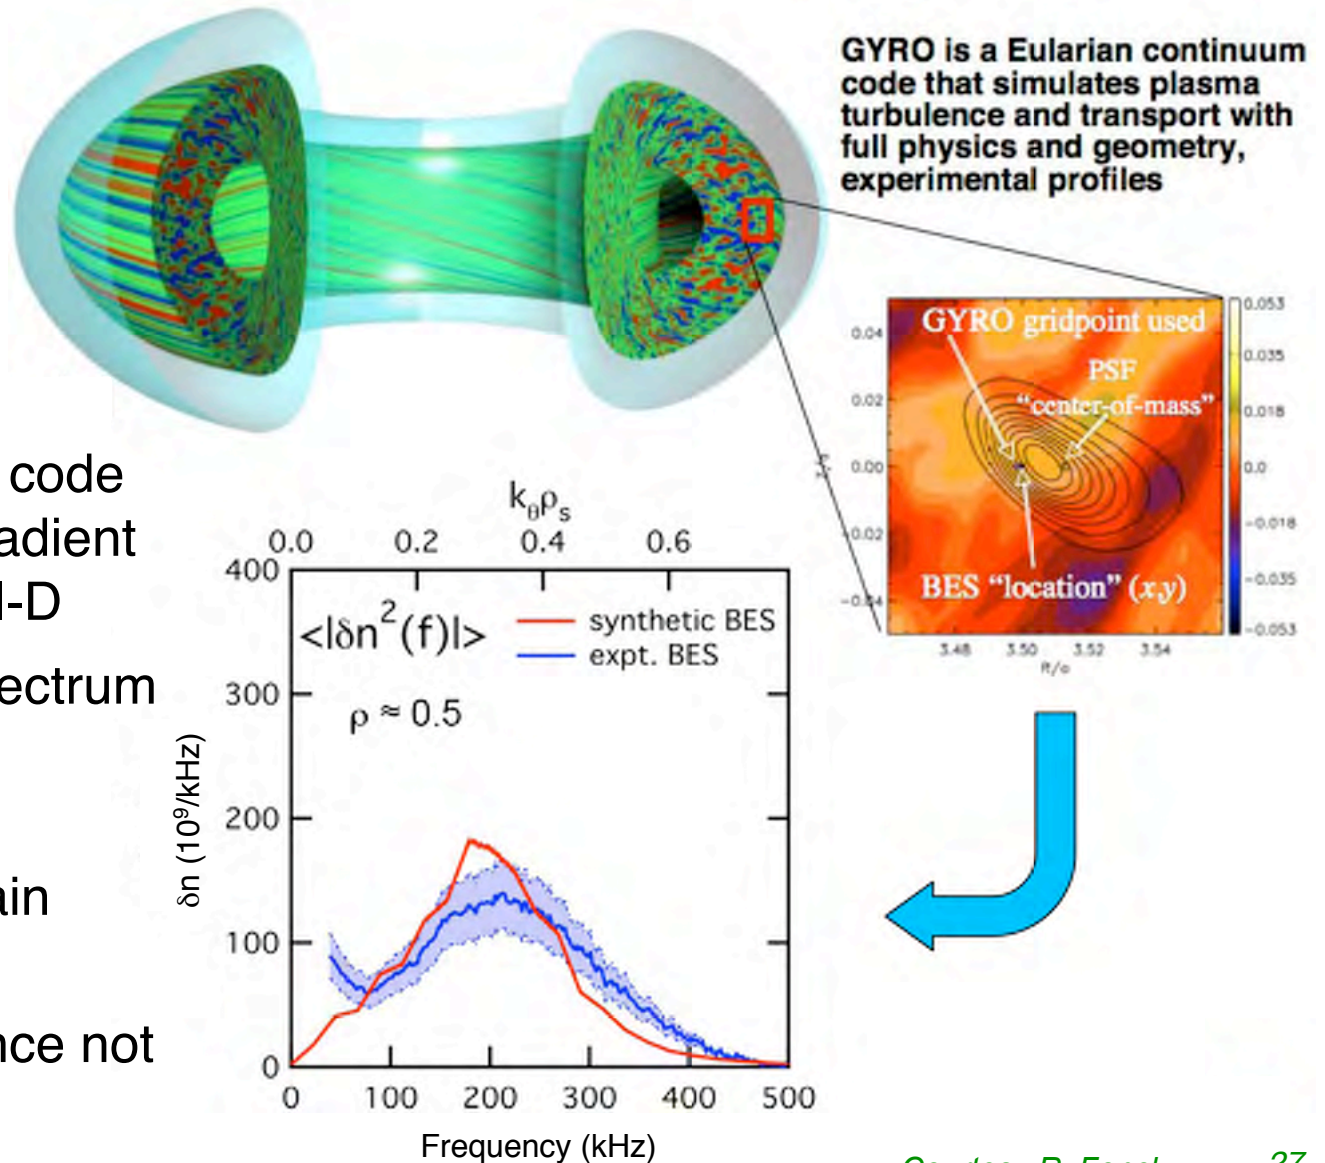 GYRO is a Eularian continuum
code that simulates plasma
turbulence and transport with
full physics and geometry,
experimental profiles
GYRO gridpoint used
PSF
“center-of-mass”
BES “location” (x,y)
0.04
0.02
0.00
-0.02
3.48 3.50 3.52 3.54
0.053
0.035
0.018
0.0
-0.018
-0.035
-0.053
code
adient
I-D
ectrum
ain
nce not
kθρs
0.0 0.2 0.4 0.6
400
300
200
100
0
<|δn²(f)|>
synthetic BES
expt. BES
ρ ≈ 0.5
δn (10⁹/kHz)
0 100 200 300 400 500
Frequency (kHz)
27